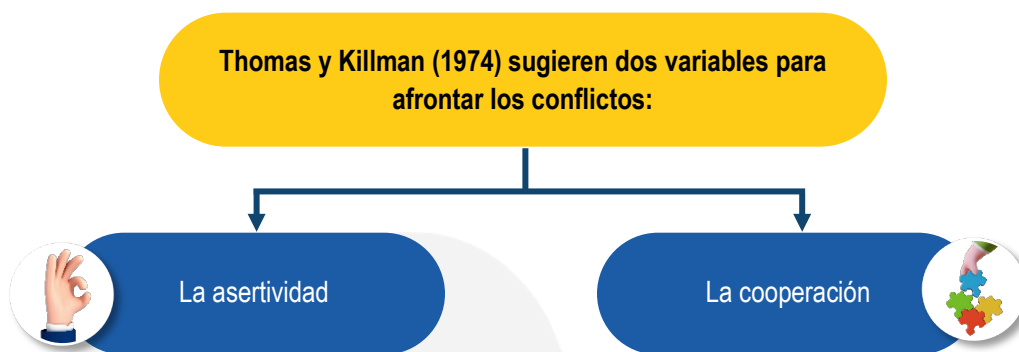 Thomas y Killman (1974) sugieren dos variables para
afrontar los conflictos:
La asertividad
La cooperación